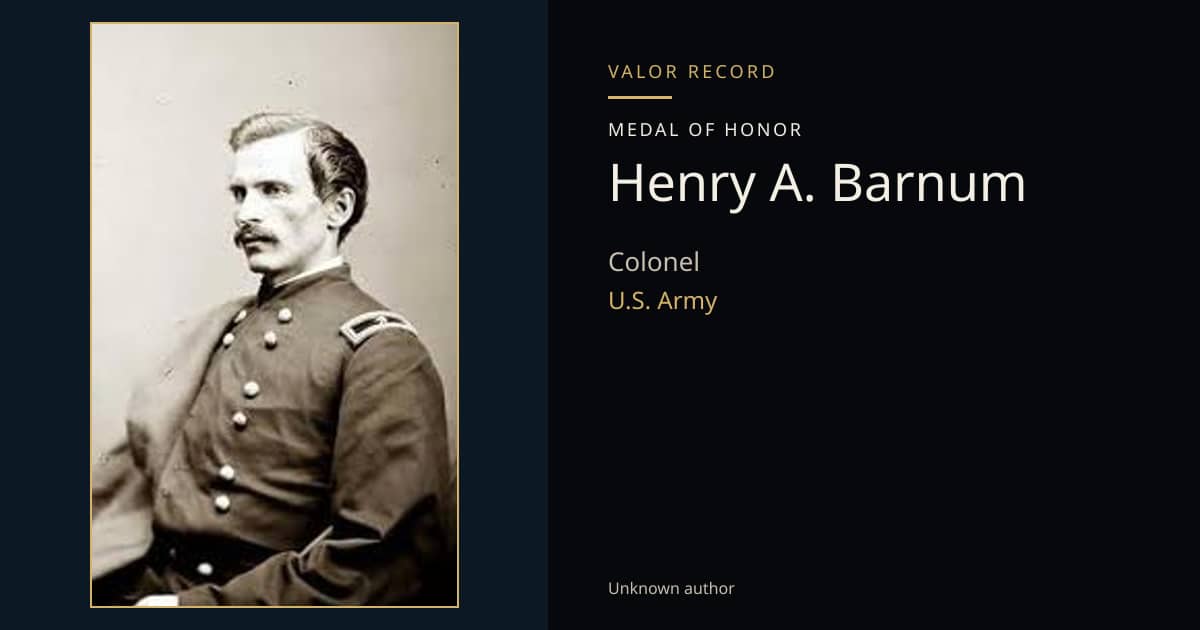 VALOR RECORD
MEDAL OF HONOR
Henry A. Barnum
Colonel
U.S. Army
Unknown author